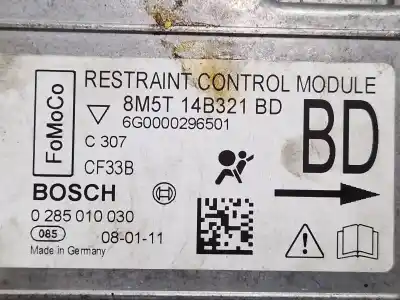 FoMoCo
RESTRAINT CONTROL MODULE
8M5T 14B321 BD
6G0000296501
C 307
CF33B
BD
BOSCH
0 285 010 030
085 08-01-11
Made in Germany